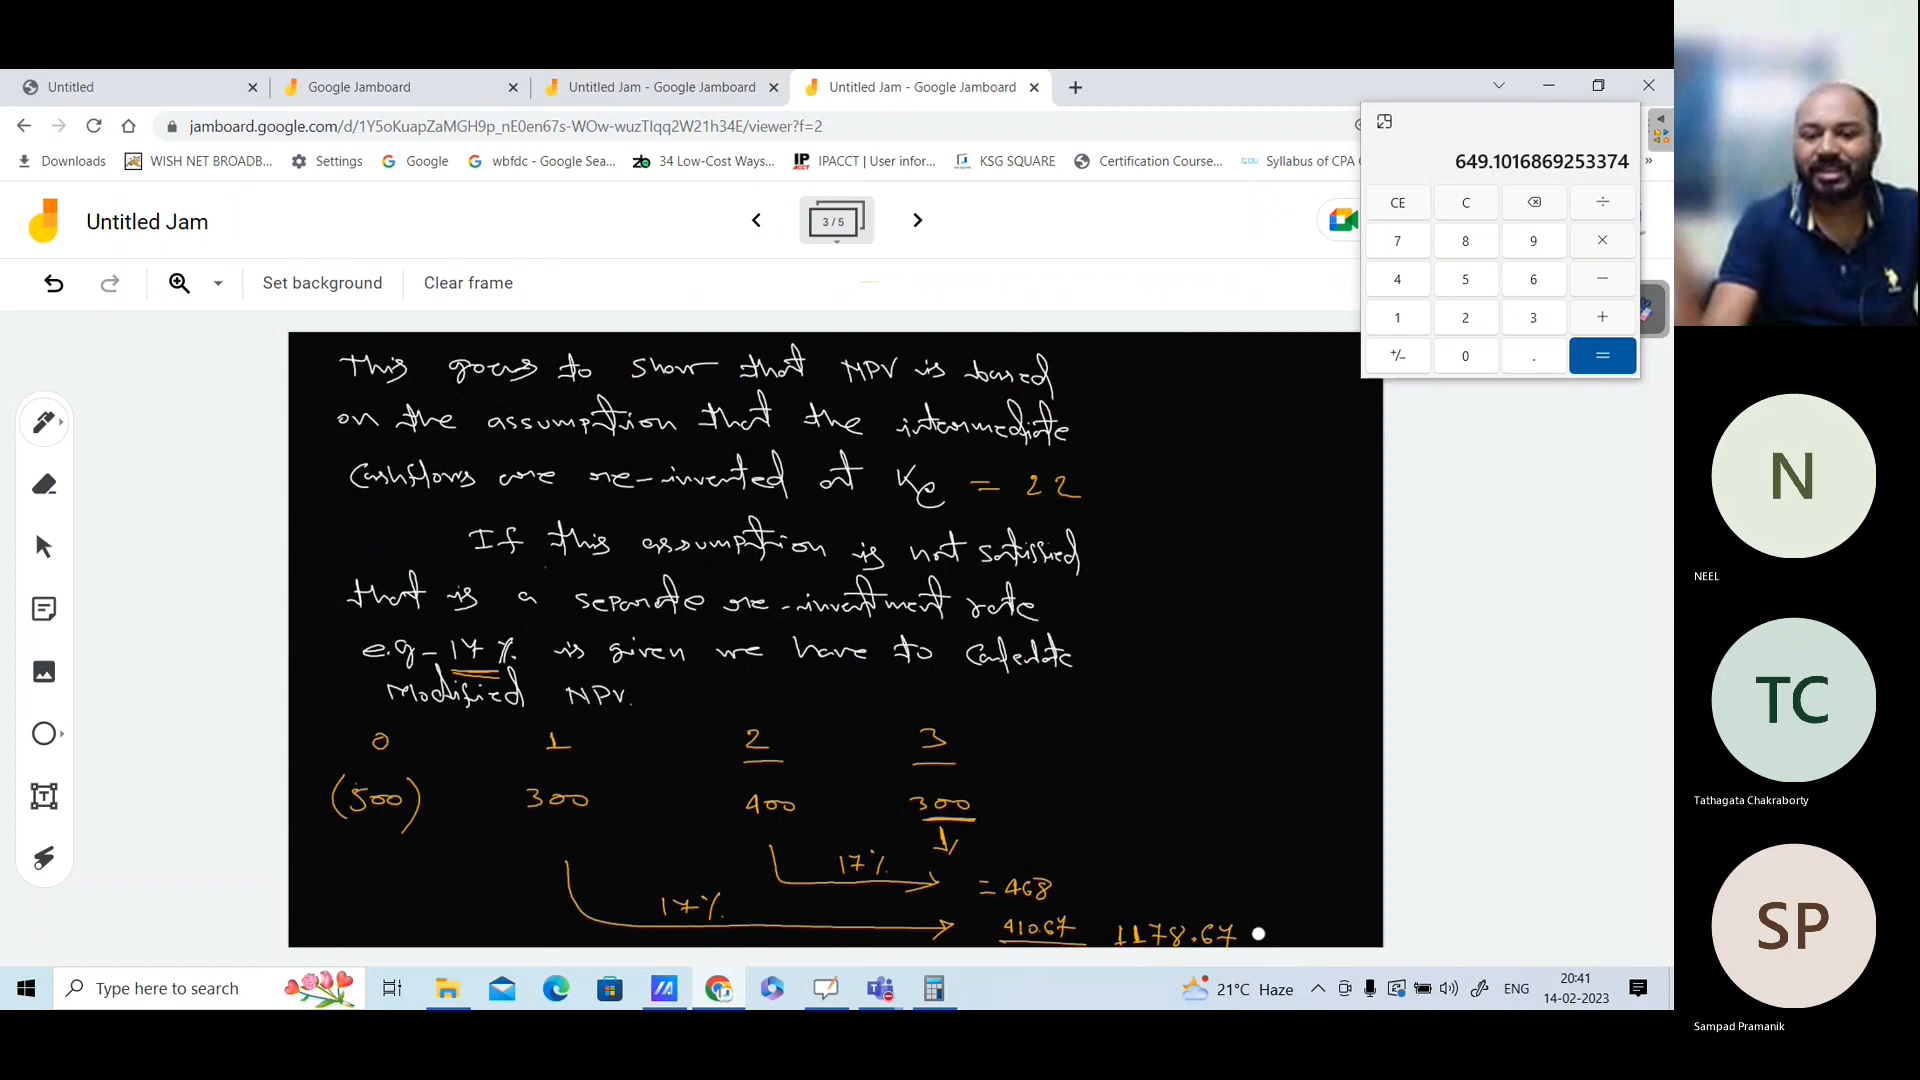 Untitled
Google Jamboard
Untitled Jam - Google Jamboard
Untitled Jam - Google Jamboard
jamboard.google.com/d/1Y5oKuapZaMGH9p_nE0en67s-WOw-wuzTlqq2W21h34E/viewer?f=2
Downloads
WISH NET BROADB...
Settings
Google
wbfdc - Google Sea...
34 Low-Cost Ways...
IPACCT | User infor...
KSG SQUARE
Certification Course...
Syllabus of CPA
»
649.1016869253374
CE C ⌫ ÷
7 8 9 ×
4 5 6 −
1 2 3 +
+/− 0 . =
Untitled Jam
3 / 5
Set background
Clear frame
This goes to show that NPV is based
on the assumption that the intermediate
Cashflows are re-invented at Ke = 22
If this assumption is not satisfied
that is a separate re-investment rate
e.g - 17 %. is given we have to Calculate
Modified NPV.
0 1 2 3
(500) 300 400 300
17%
= 468
17%
410.67 1178.67
N
NEEL
TC
Tathagata Chakraborty
SP
Sampad Pramanik
Type here to search
21°C Haze
ENG
20:41
14-02-2023